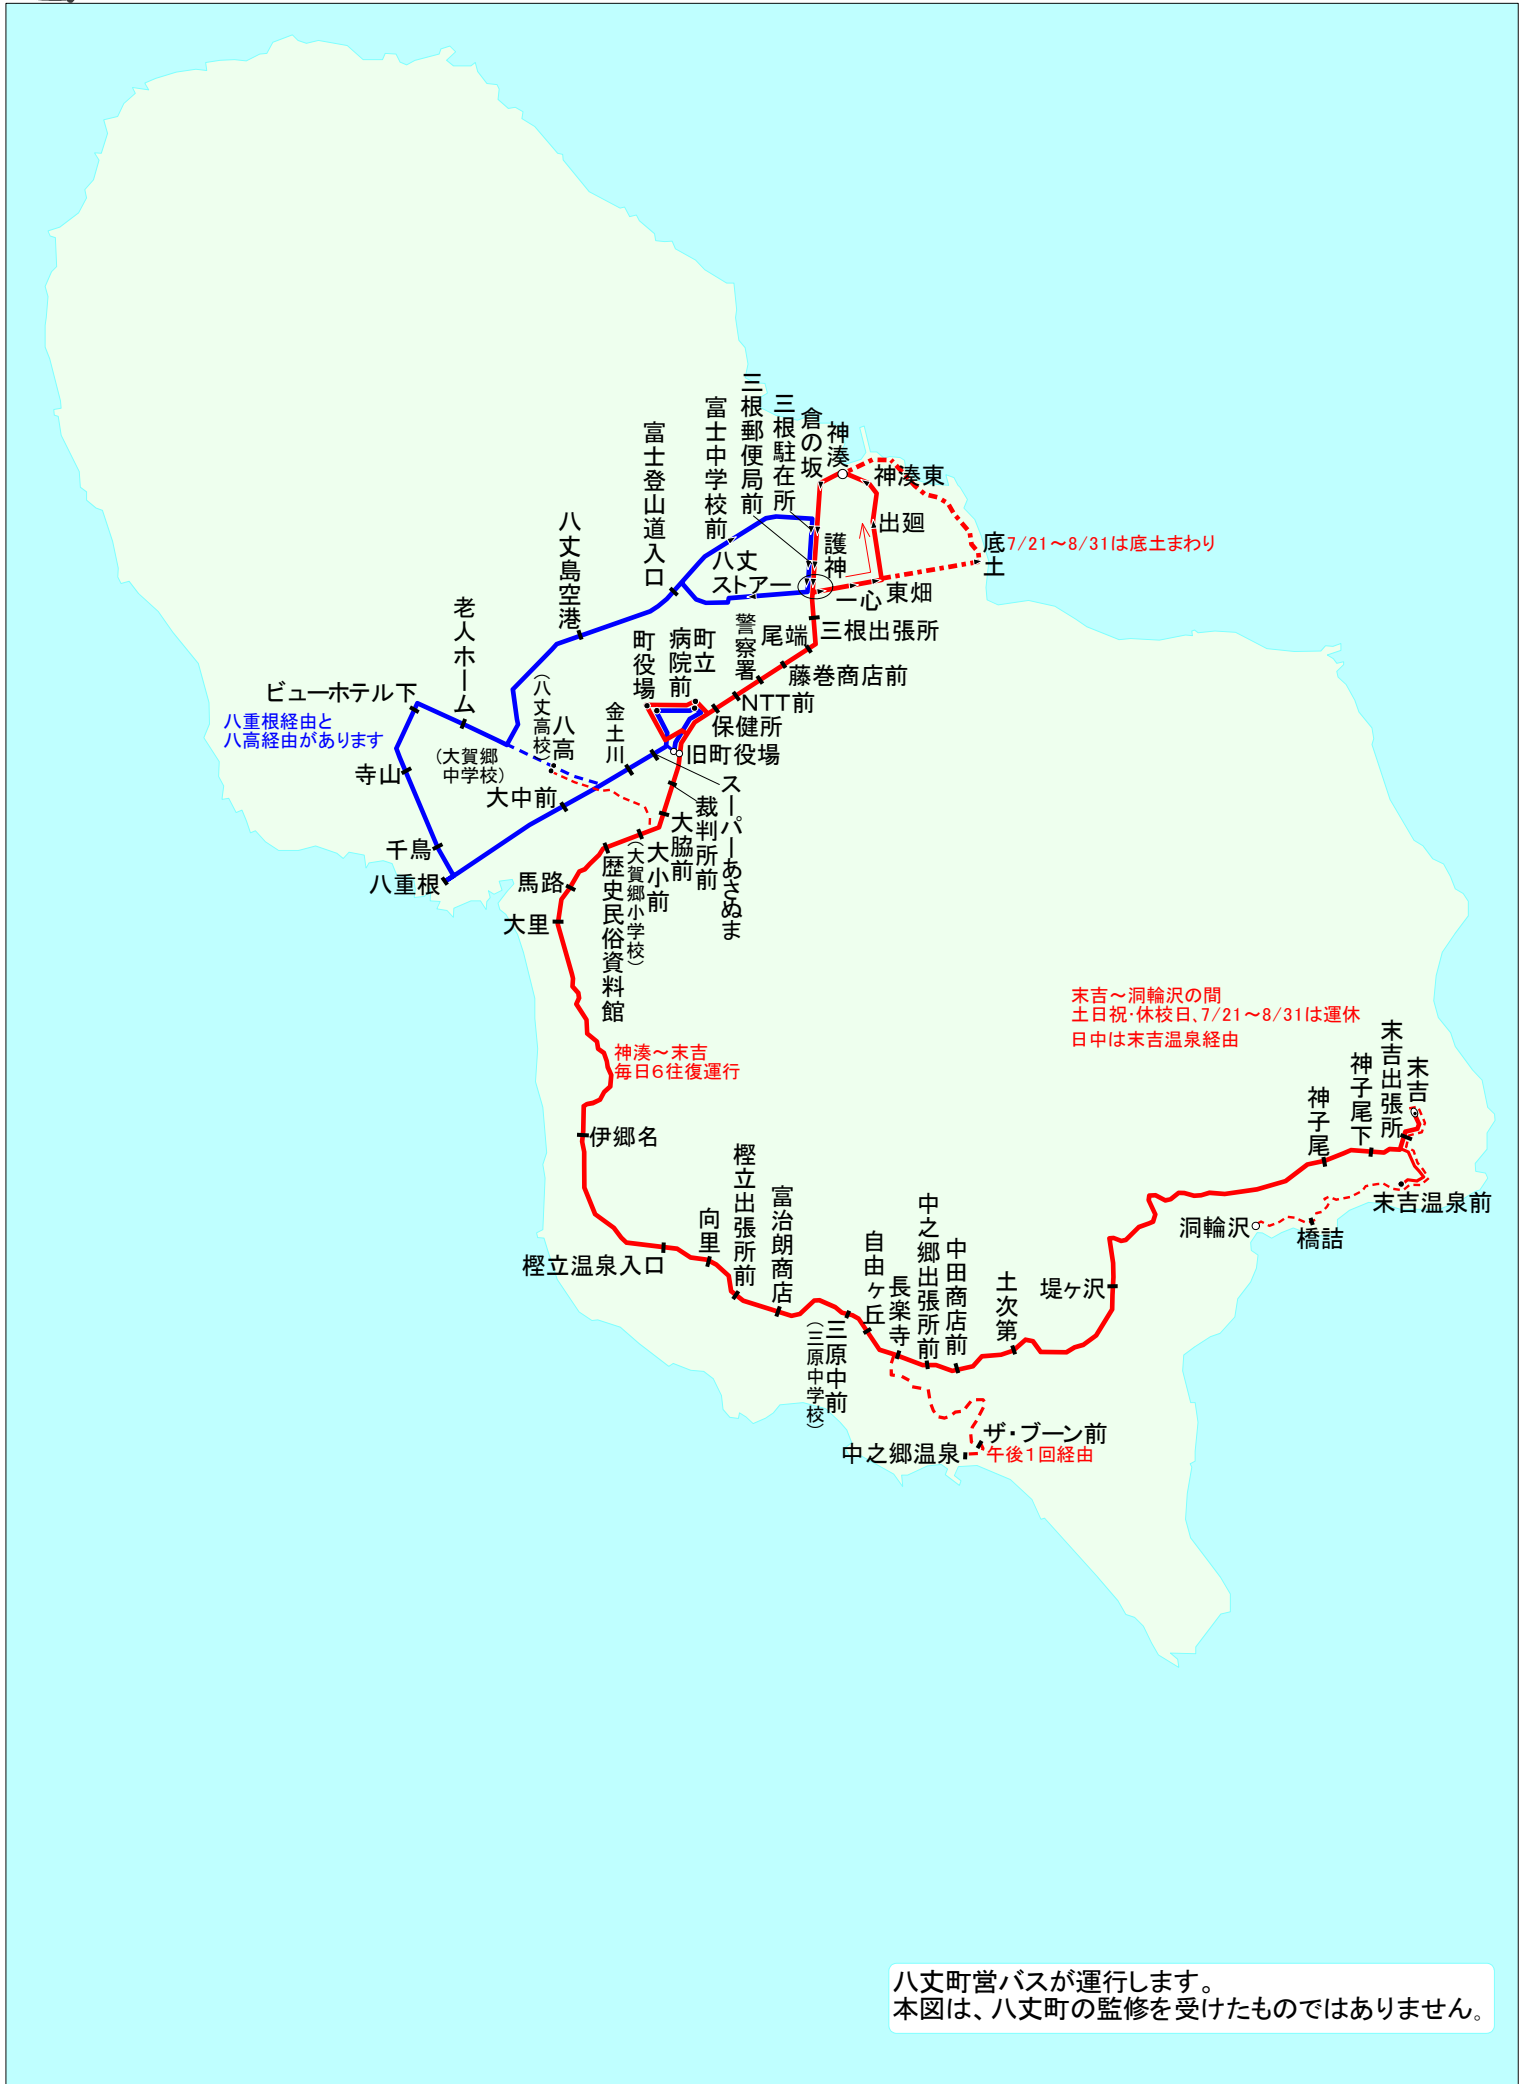 三根郵便局前
三根駐在所
富士中学校前
倉の坂
神湊
富士登山道入口
神湊東
八丈島空港
出廻
護神
底土
7/21～8/31は底土まわり
八丈
ストアー
一心
東畑
老人ホーム
町役場
町立
病院前
警察署
尾端
三根出張所
藤巻商店前
ビューホテル下
(八丈高校)
八高
金土川
NTT前
保健所
八重根経由と
八高経由があります
旧町役場
(大賀郷
中学校)
寺山
大中前
スーパーあさぬま
裁判所前
大脇前
千鳥
大小前
(大賀郷小学校)
八重根
馬路
歴史民俗資料館
大里
末吉～洞輪沢の間
土日祝・休校日、7/21～8/31は運休
日中は末吉温泉経由
神湊～末吉
毎日6往復運行
末吉出張所
末吉
神子尾下
神子尾
伊郷名
樫立出張所前
富治朗商店
末吉温泉前
洞輪沢
橋詰
向里
中之郷出張所前
自由ヶ丘
中田商店前
樫立温泉入口
長楽寺
土次第
堤ヶ沢
三原中前
(三原中学校)
ザ・ブーン前
中之郷温泉
午後1回経由
八丈町営バスが運行します。
本図は、八丈町の監修を受けたものではありません。